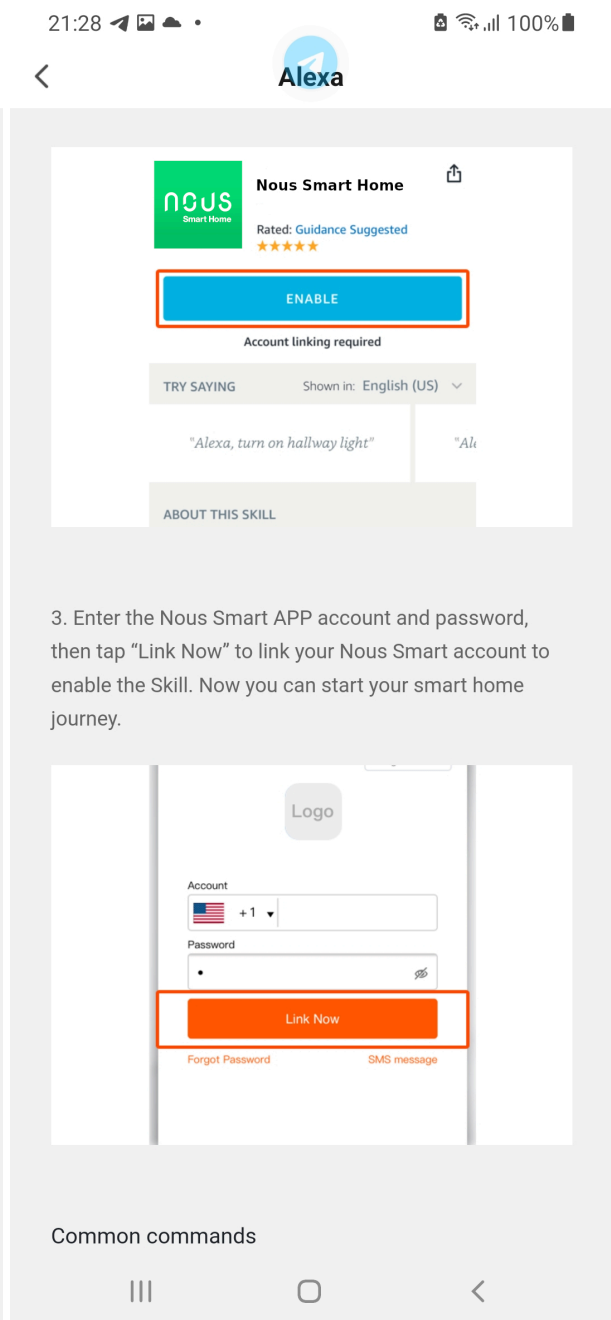 21:28
100%
Alexa
nous
Smart Home
Nous Smart Home
Rated: Guidance Suggested
ENABLE
Account linking required
TRY SAYING
Shown in: English (US)
"Alexa, turn on hallway light"
ABOUT THIS SKILL
3. Enter the Nous Smart APP account and password,
then tap “Link Now” to link your Nous Smart account to
enable the Skill. Now you can start your smart home
journey.
Logo
Account
+1
Password
Link Now
Forgot Password
SMS message
Common commands